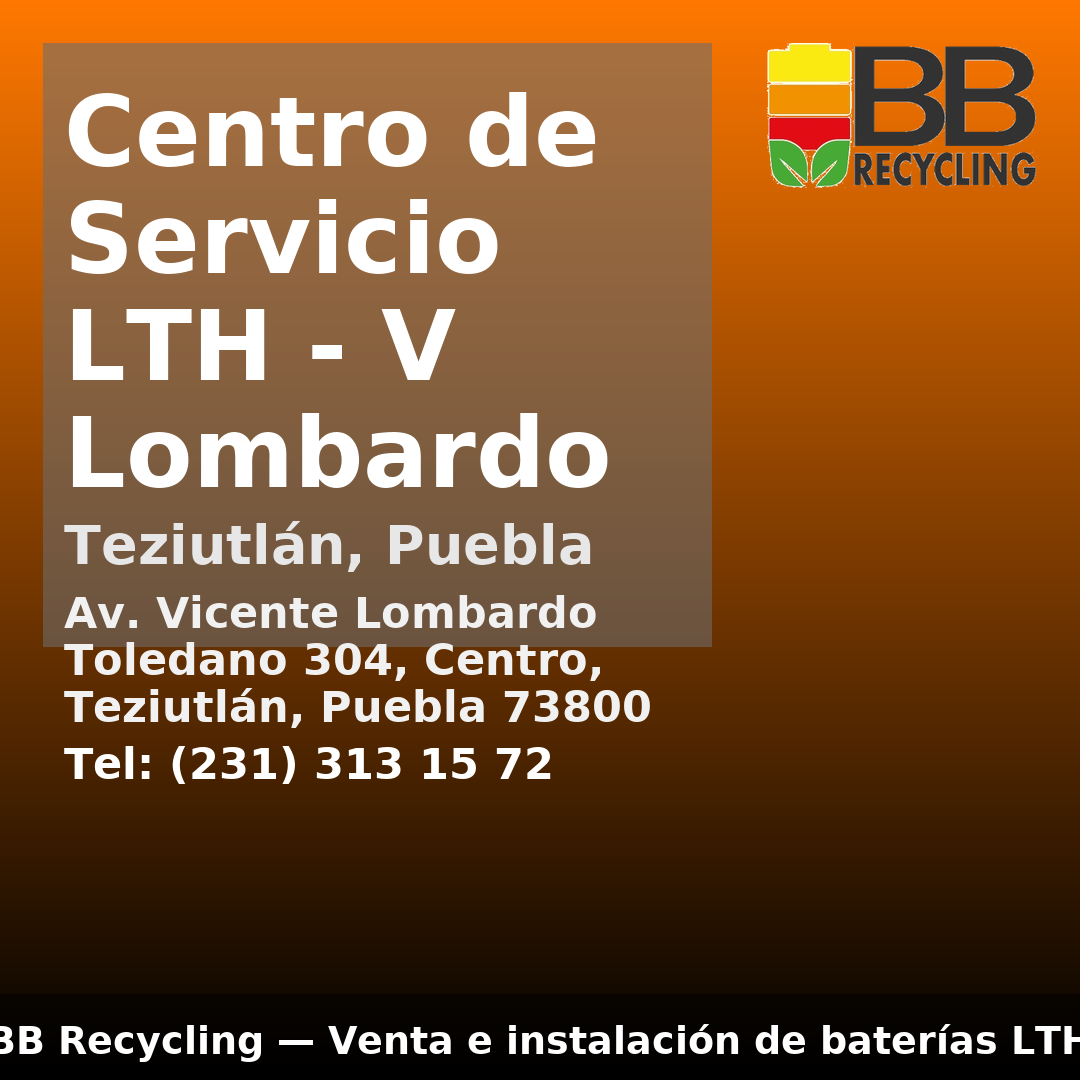 Centro de
Servicio
LTH - V
Lombardo
Teziutlán, Puebla
Av. Vicente Lombardo
Toledano 304, Centro,
Teziutlán, Puebla 73800
Tel: (231) 313 15 72
BB
RECYCLING
BB Recycling — Venta e instalación de baterías LTH